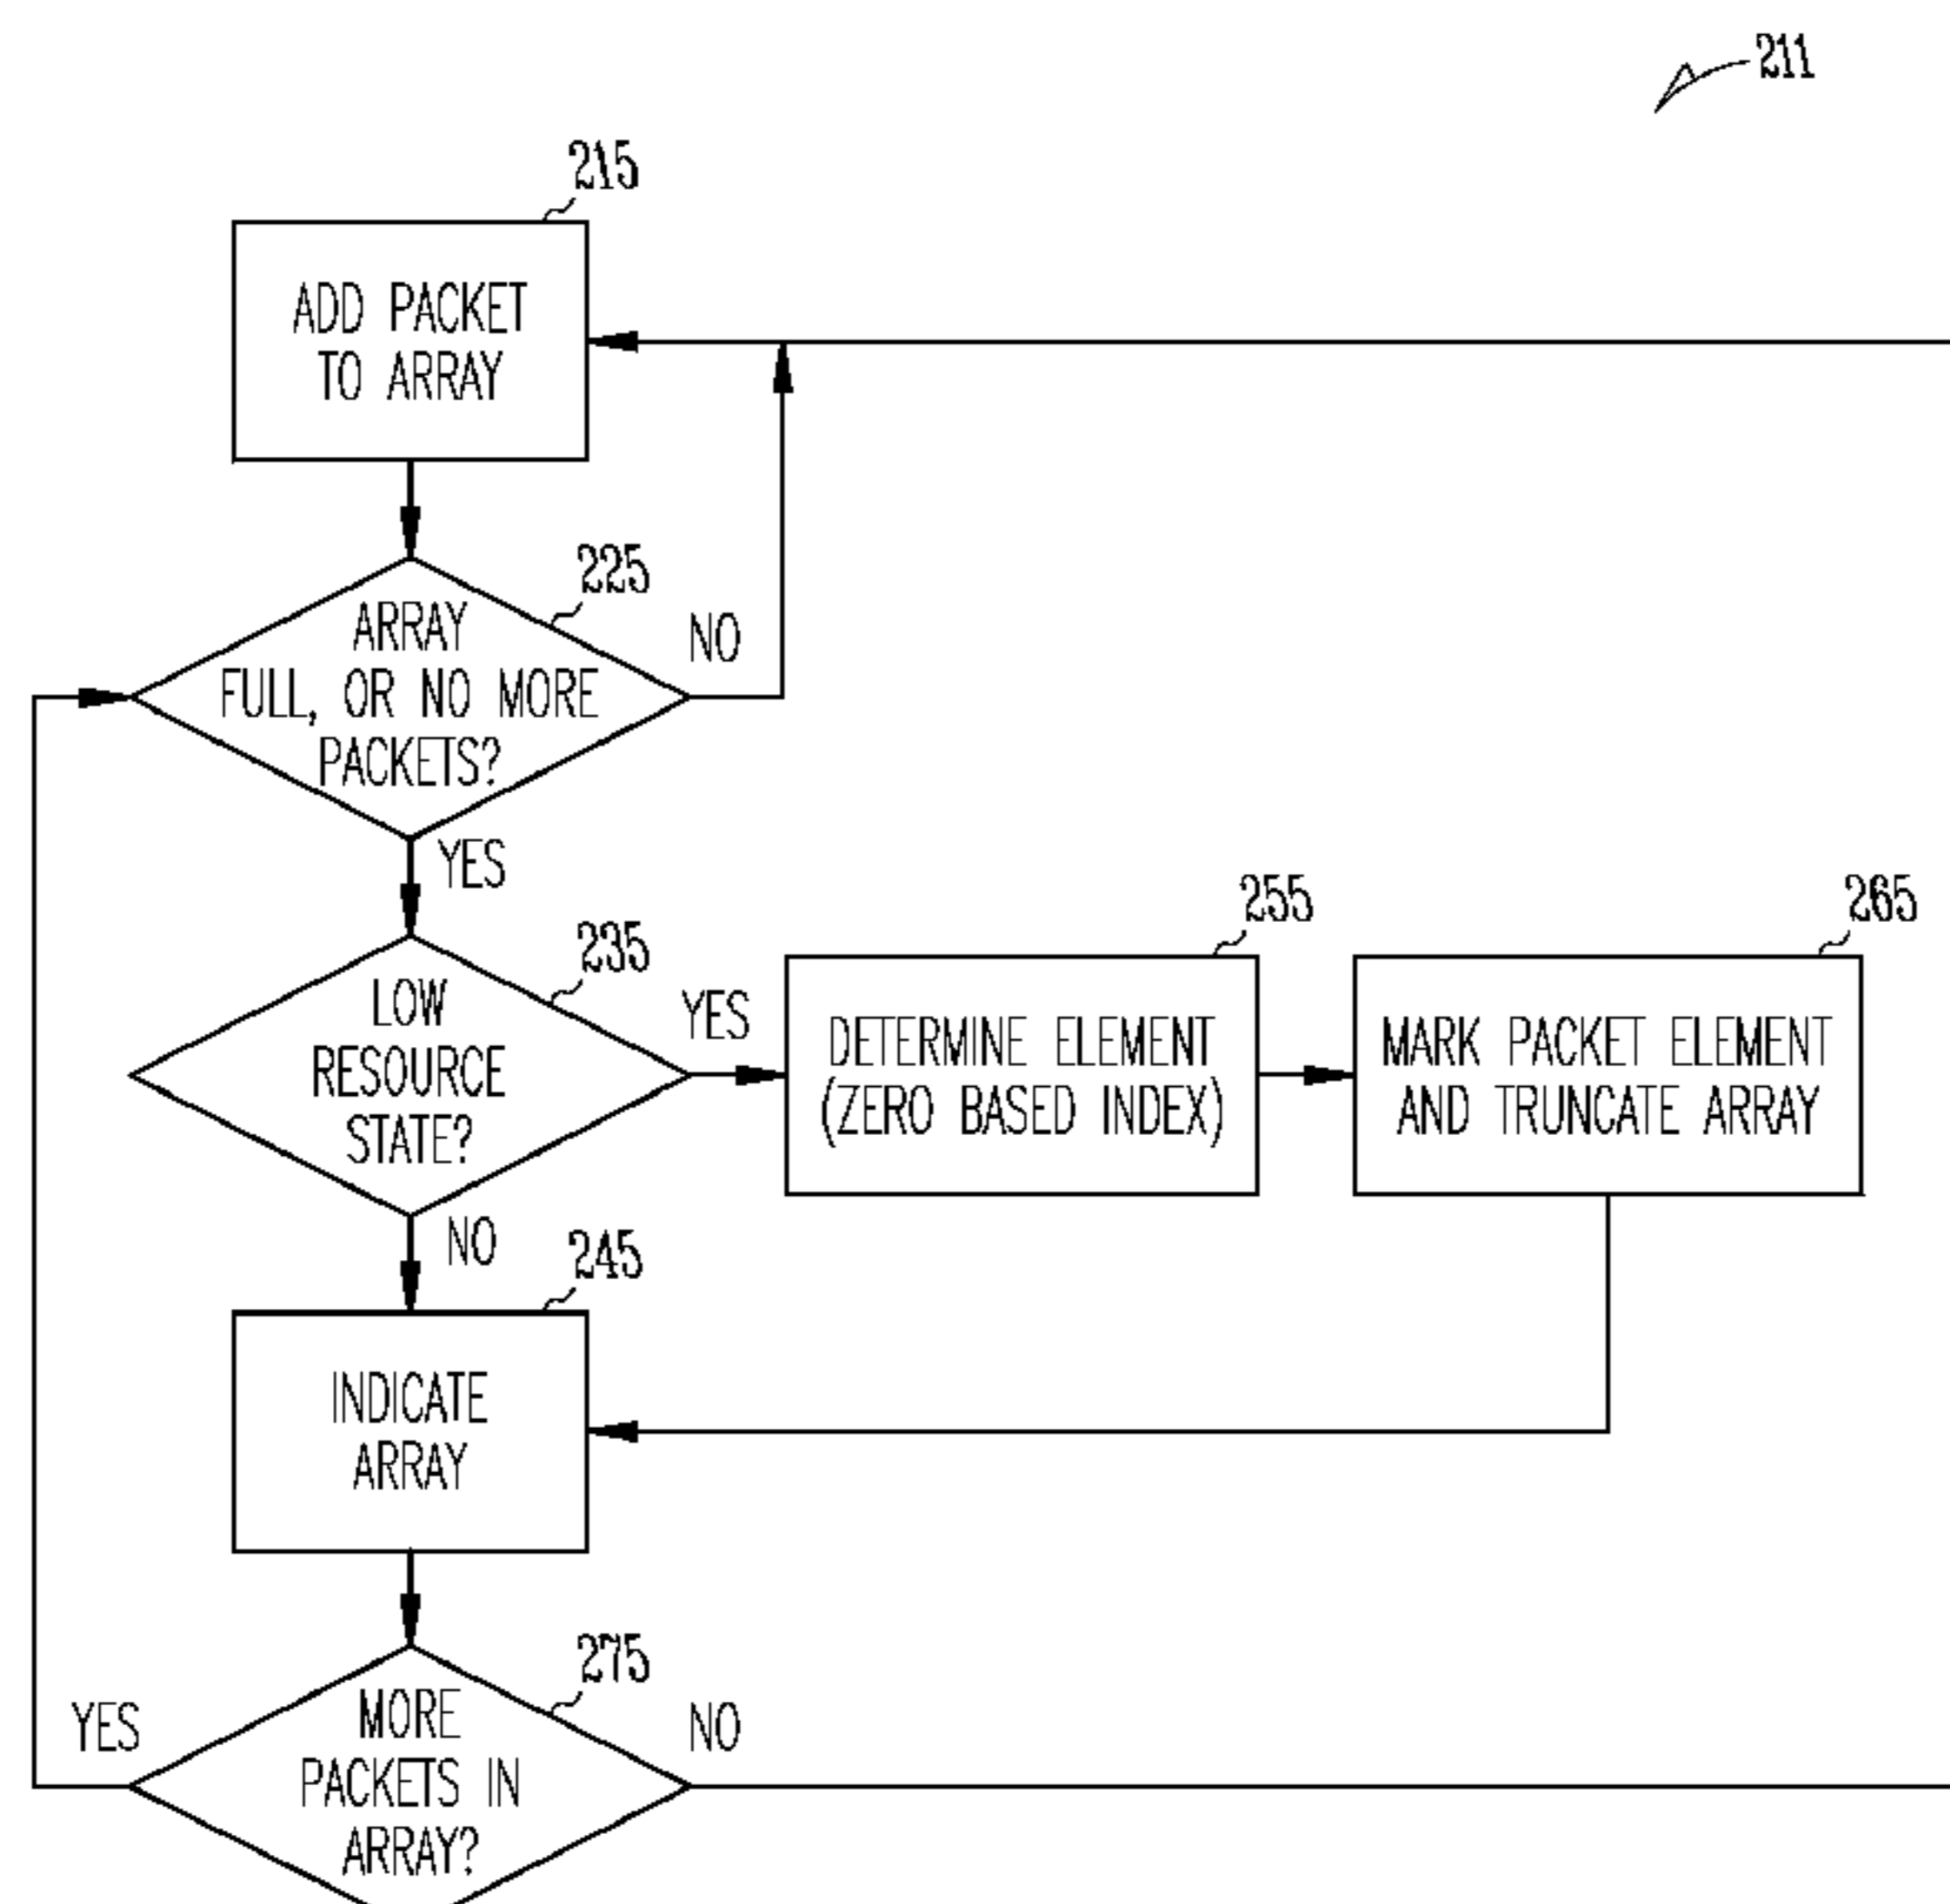 211
215
ADD PACKET
TO ARRAY
225
ARRAY
FULL, OR NO MORE
PACKETS?
NO
YES
235
LOW
RESOURCE
STATE?
YES
255
DETERMINE ELEMENT
(ZERO BASED INDEX)
265
MARK PACKET ELEMENT
AND TRUNCATE ARRAY
NO
245
INDICATE
ARRAY
275
MORE
PACKETS IN
ARRAY?
YES
NO